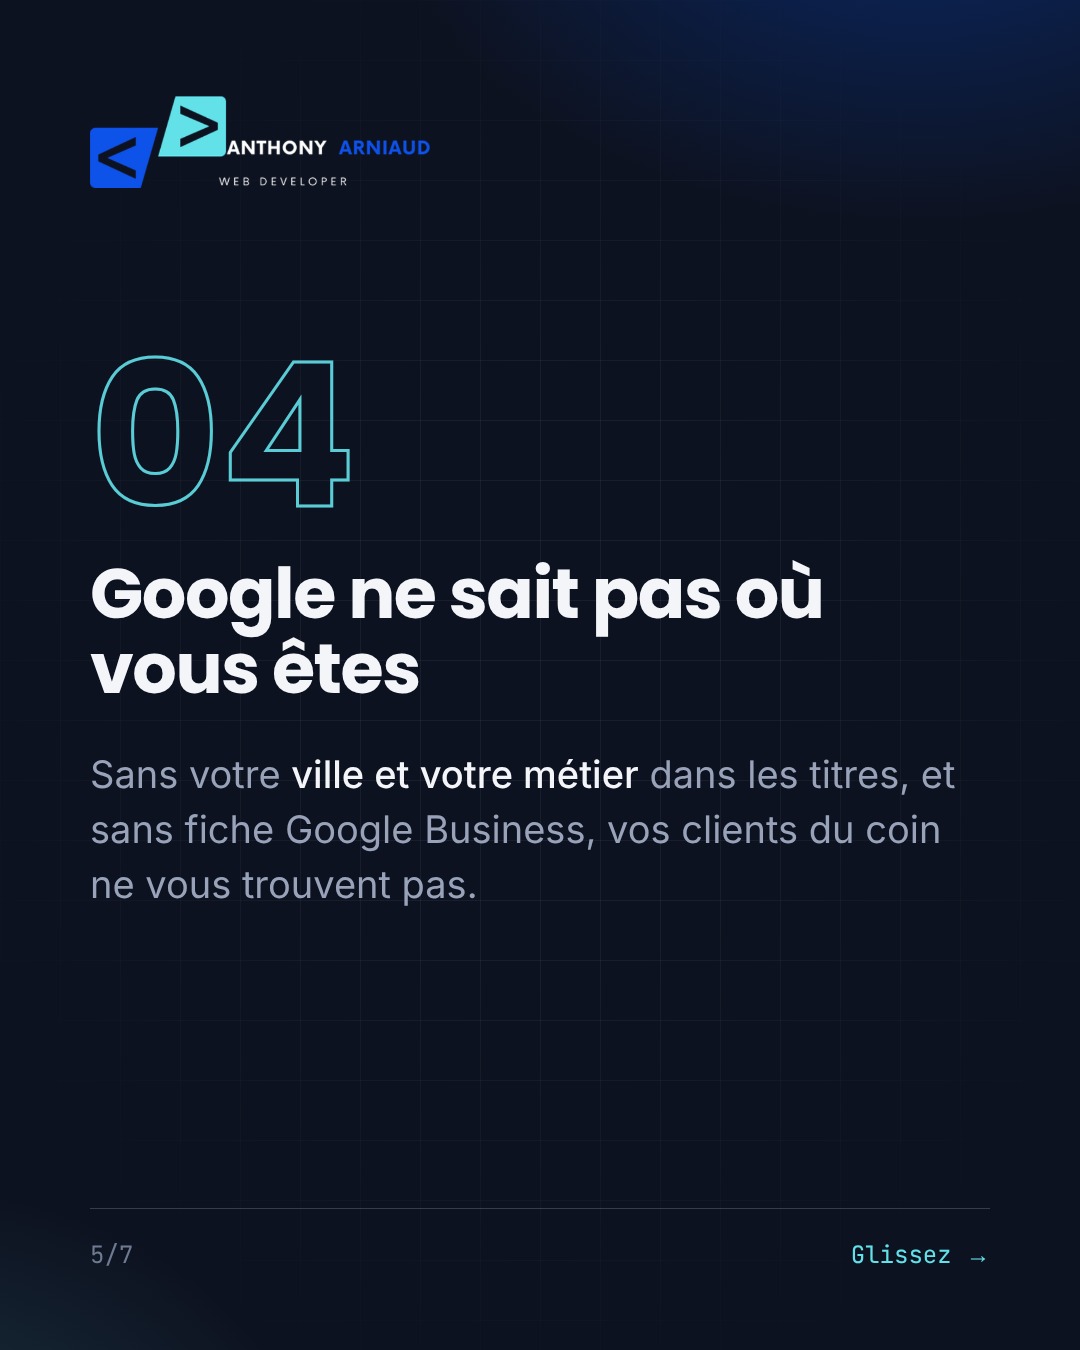 < >
ANTHONY ARNIAUD
WEB DEVELOPER
04
Google ne sait pas où
vous êtes
Sans votre ville et votre métier dans les titres, et
sans fiche Google Business, vos clients du coin
ne vous trouvent pas.
5/7
Glissez →